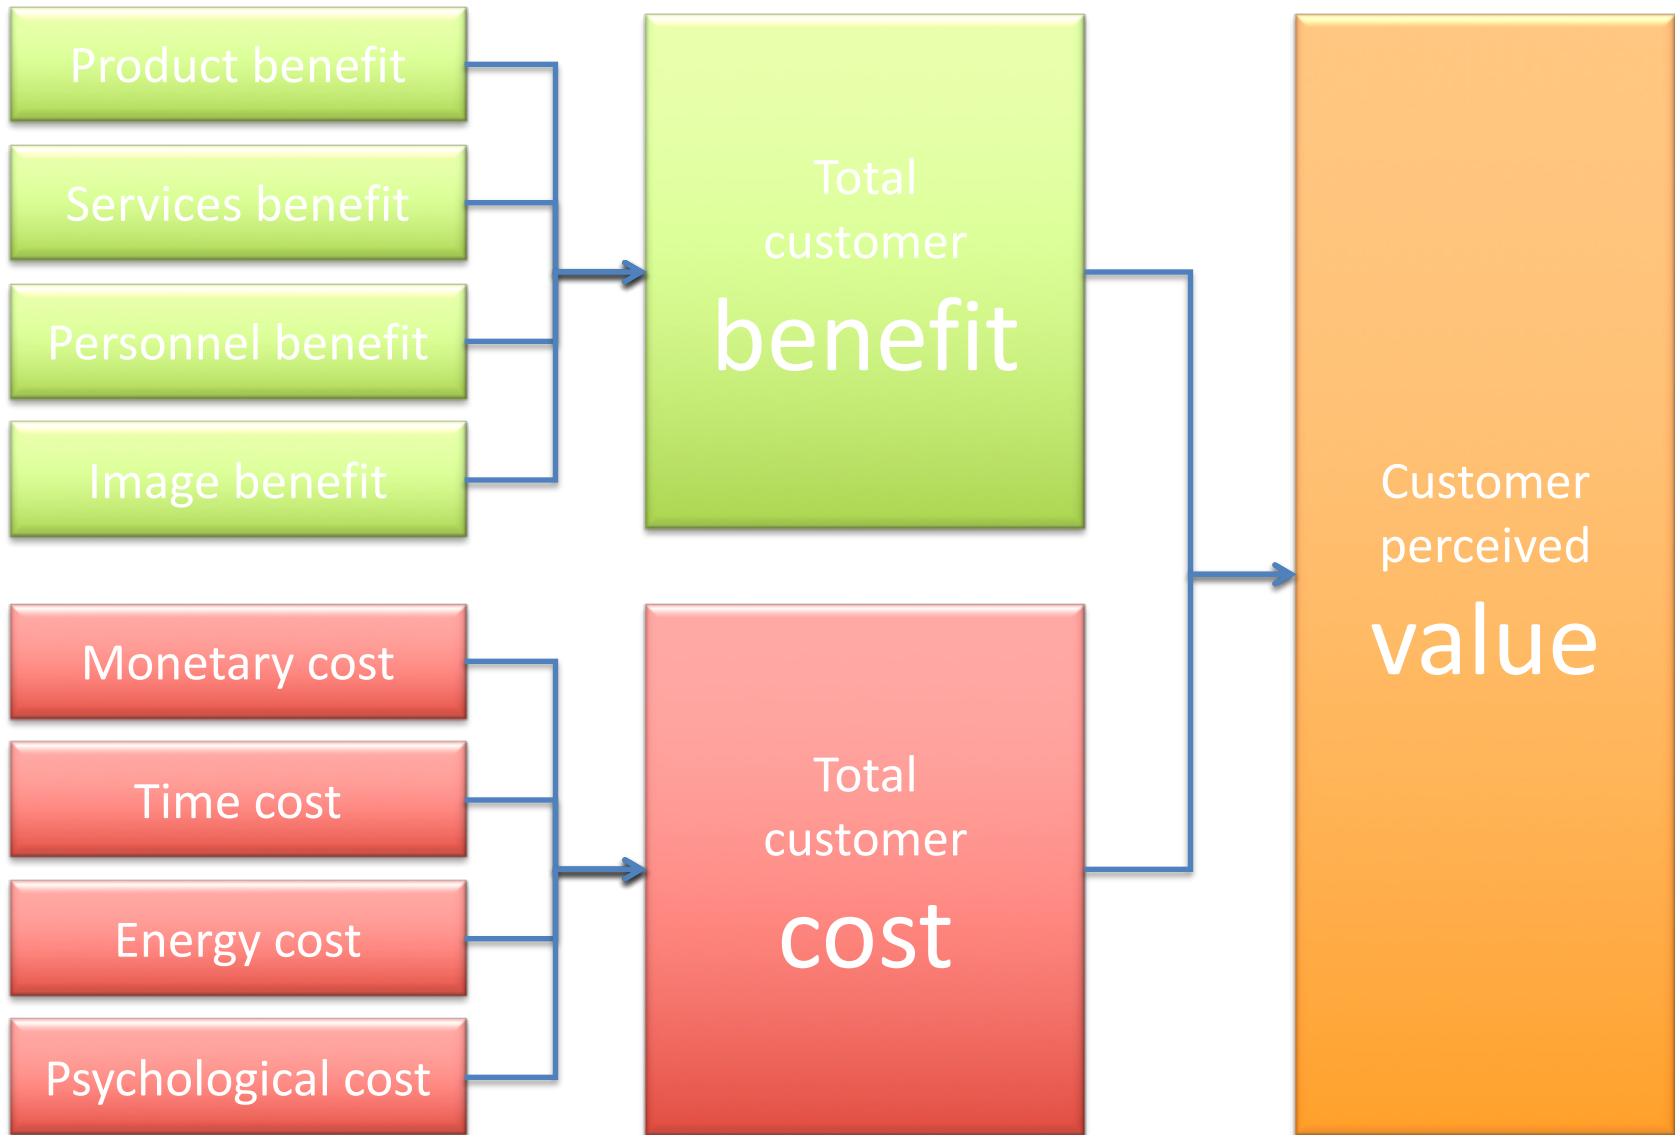 Product benefit
Services benefit
Personnel benefit
Image benefit
Total
customer
benefit
Monetary cost
Time cost
Energy cost
Psychological cost
Total
customer
cost
Customer
perceived
value